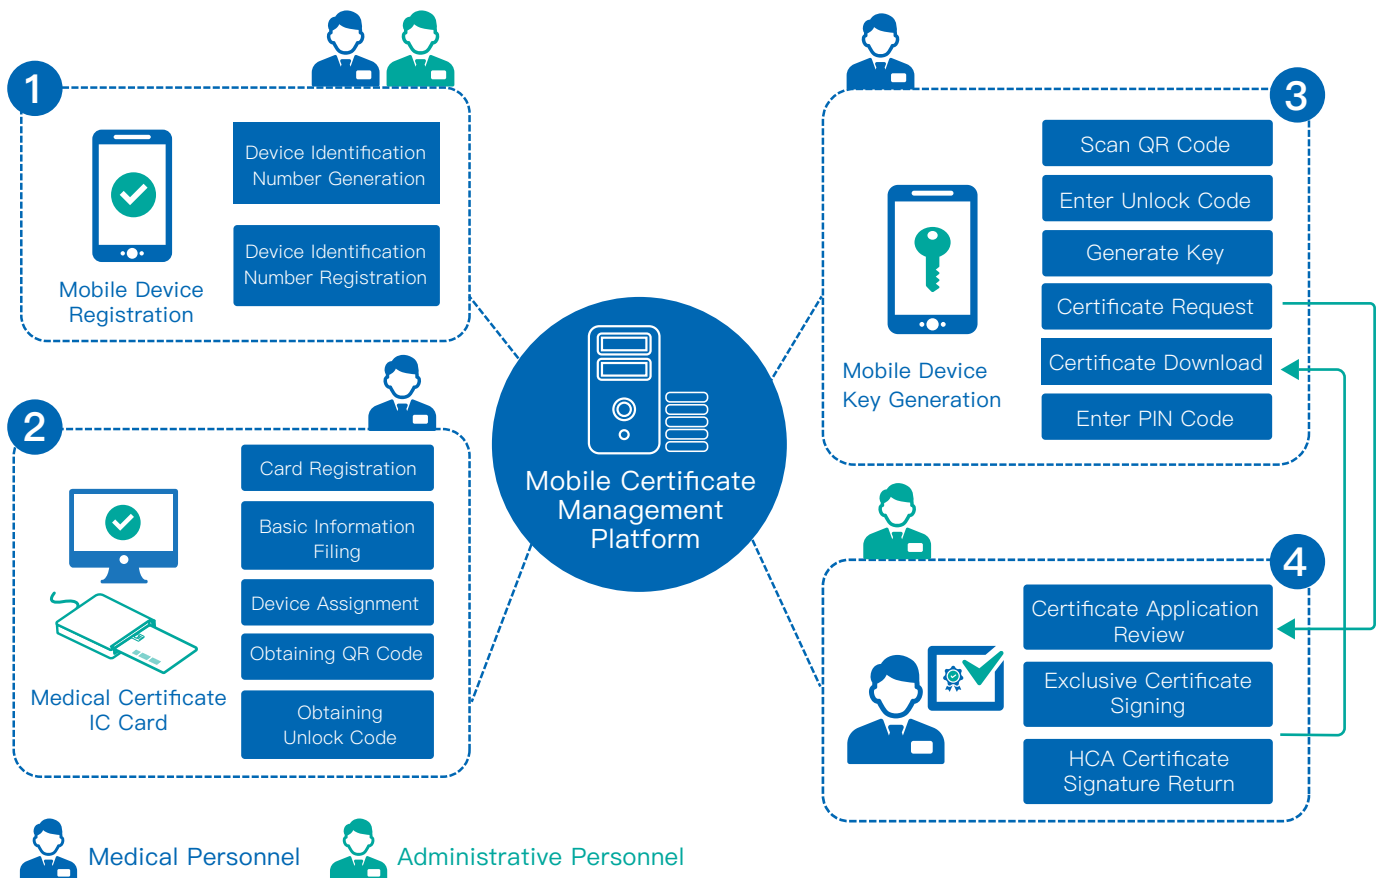 1
Device Identification
Number Generation
Device Identification
Number Registration
Mobile Device
Registration
2
Card Registration
Basic Information
Filing
Device Assignment
Obtaining QR Code
Obtaining
Unlock Code
Medical Certificate
IC Card
Mobile Certificate
Management
Platform
3
Scan QR Code
Enter Unlock Code
Generate Key
Certificate Request
Certificate Download
Enter PIN Code
Mobile Device
Key Generation
4
Certificate Application
Review
Exclusive Certificate
Signing
HCA Certificate
Signature Return
Medical Personnel
Administrative Personnel